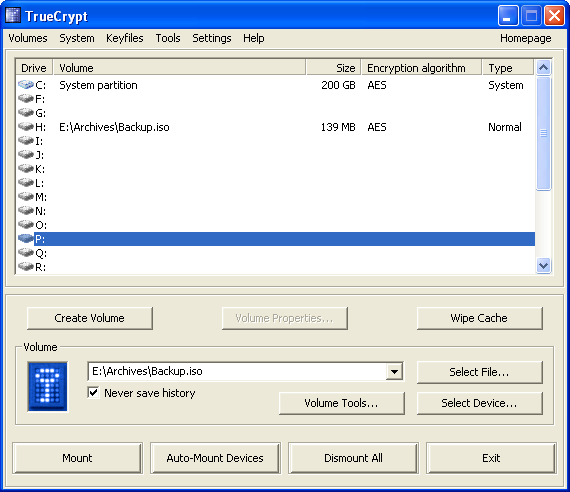 TrueCrypt
Volumes System Keyfiles Tools Settings Help Homepage
Drive Volume Size Encryption algorithm Type
C: System partition 200 GB AES System
F:
G:
H: E:\Archives\Backup.iso 139 MB AES Normal
I:
J:
K:
L:
M:
N:
O:
P:
Q:
R:
Create Volume Volume Properties... Wipe Cache
Volume
E:\Archives\Backup.iso Select File...
Never save history
Volume Tools... Select Device...
Mount Auto-Mount Devices Dismount All Exit